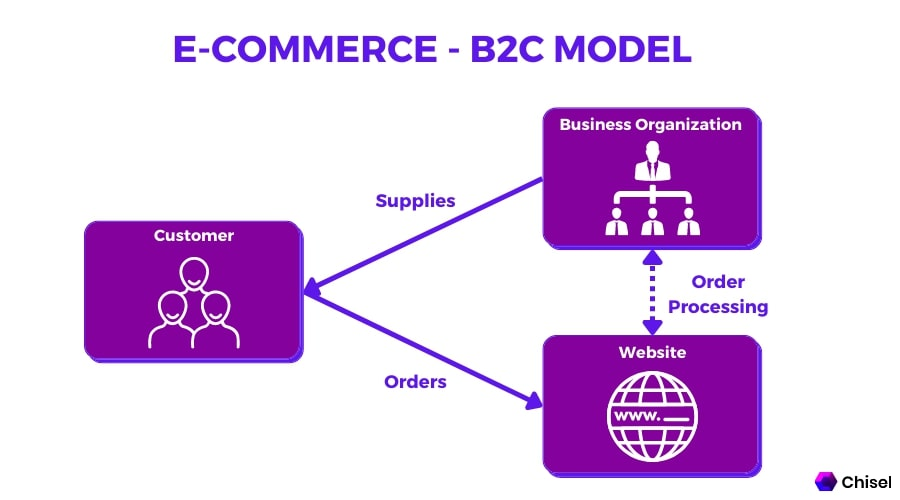 E-COMMERCE - B2C MODEL
Business Organization
Supplies
Customer
Order
Processing
Website
Orders
www.
Chisel